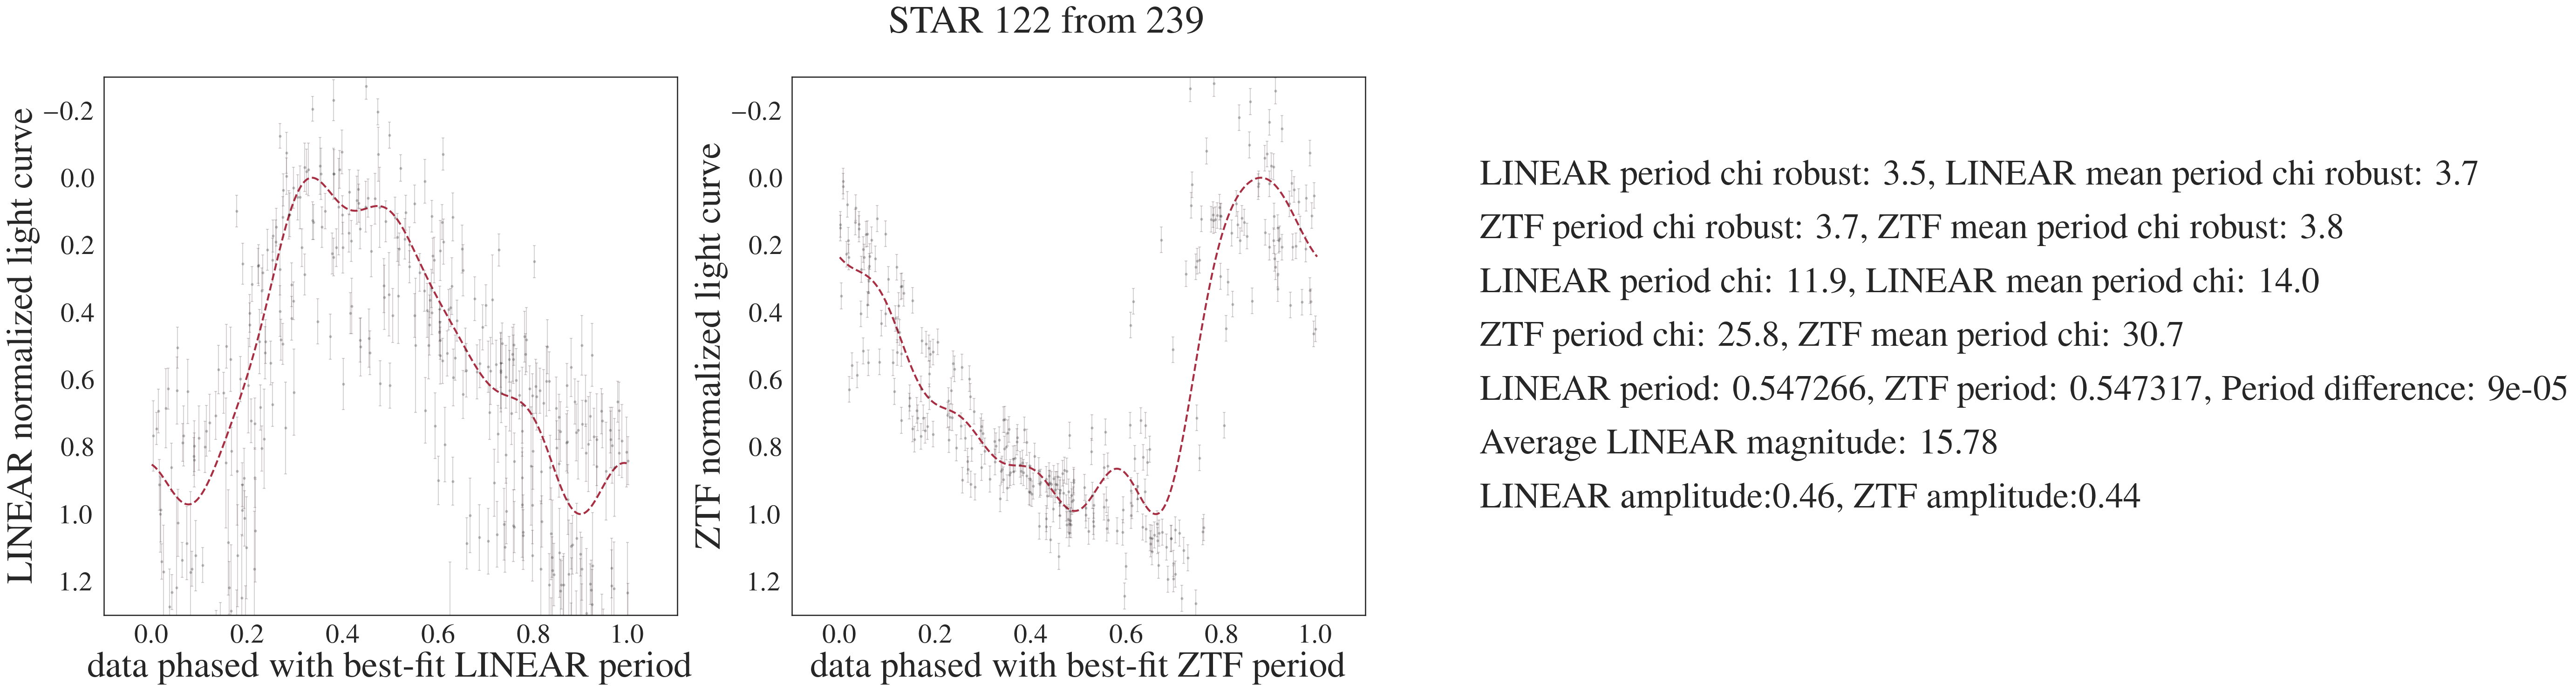 STAR 122 from 239
LINEAR normalized light curve
−0.2
0.0
0.2
0.4
0.6
0.8
1.0
1.2
0.0 0.2 0.4 0.6 0.8 1.0
data phased with best-fit LINEAR period
ZTF normalized light curve
−0.2
0.0
0.2
0.4
0.6
0.8
1.0
1.2
0.0 0.2 0.4 0.6 0.8 1.0
data phased with best-fit ZTF period
LINEAR period chi robust: 3.5, LINEAR mean period chi robust: 3.7
ZTF period chi robust: 3.7, ZTF mean period chi robust: 3.8
LINEAR period chi: 11.9, LINEAR mean period chi: 14.0
ZTF period chi: 25.8, ZTF mean period chi: 30.7
LINEAR period: 0.547266, ZTF period: 0.547317, Period difference: 9e-05
Average LINEAR magnitude: 15.78
LINEAR amplitude:0.46, ZTF amplitude:0.44